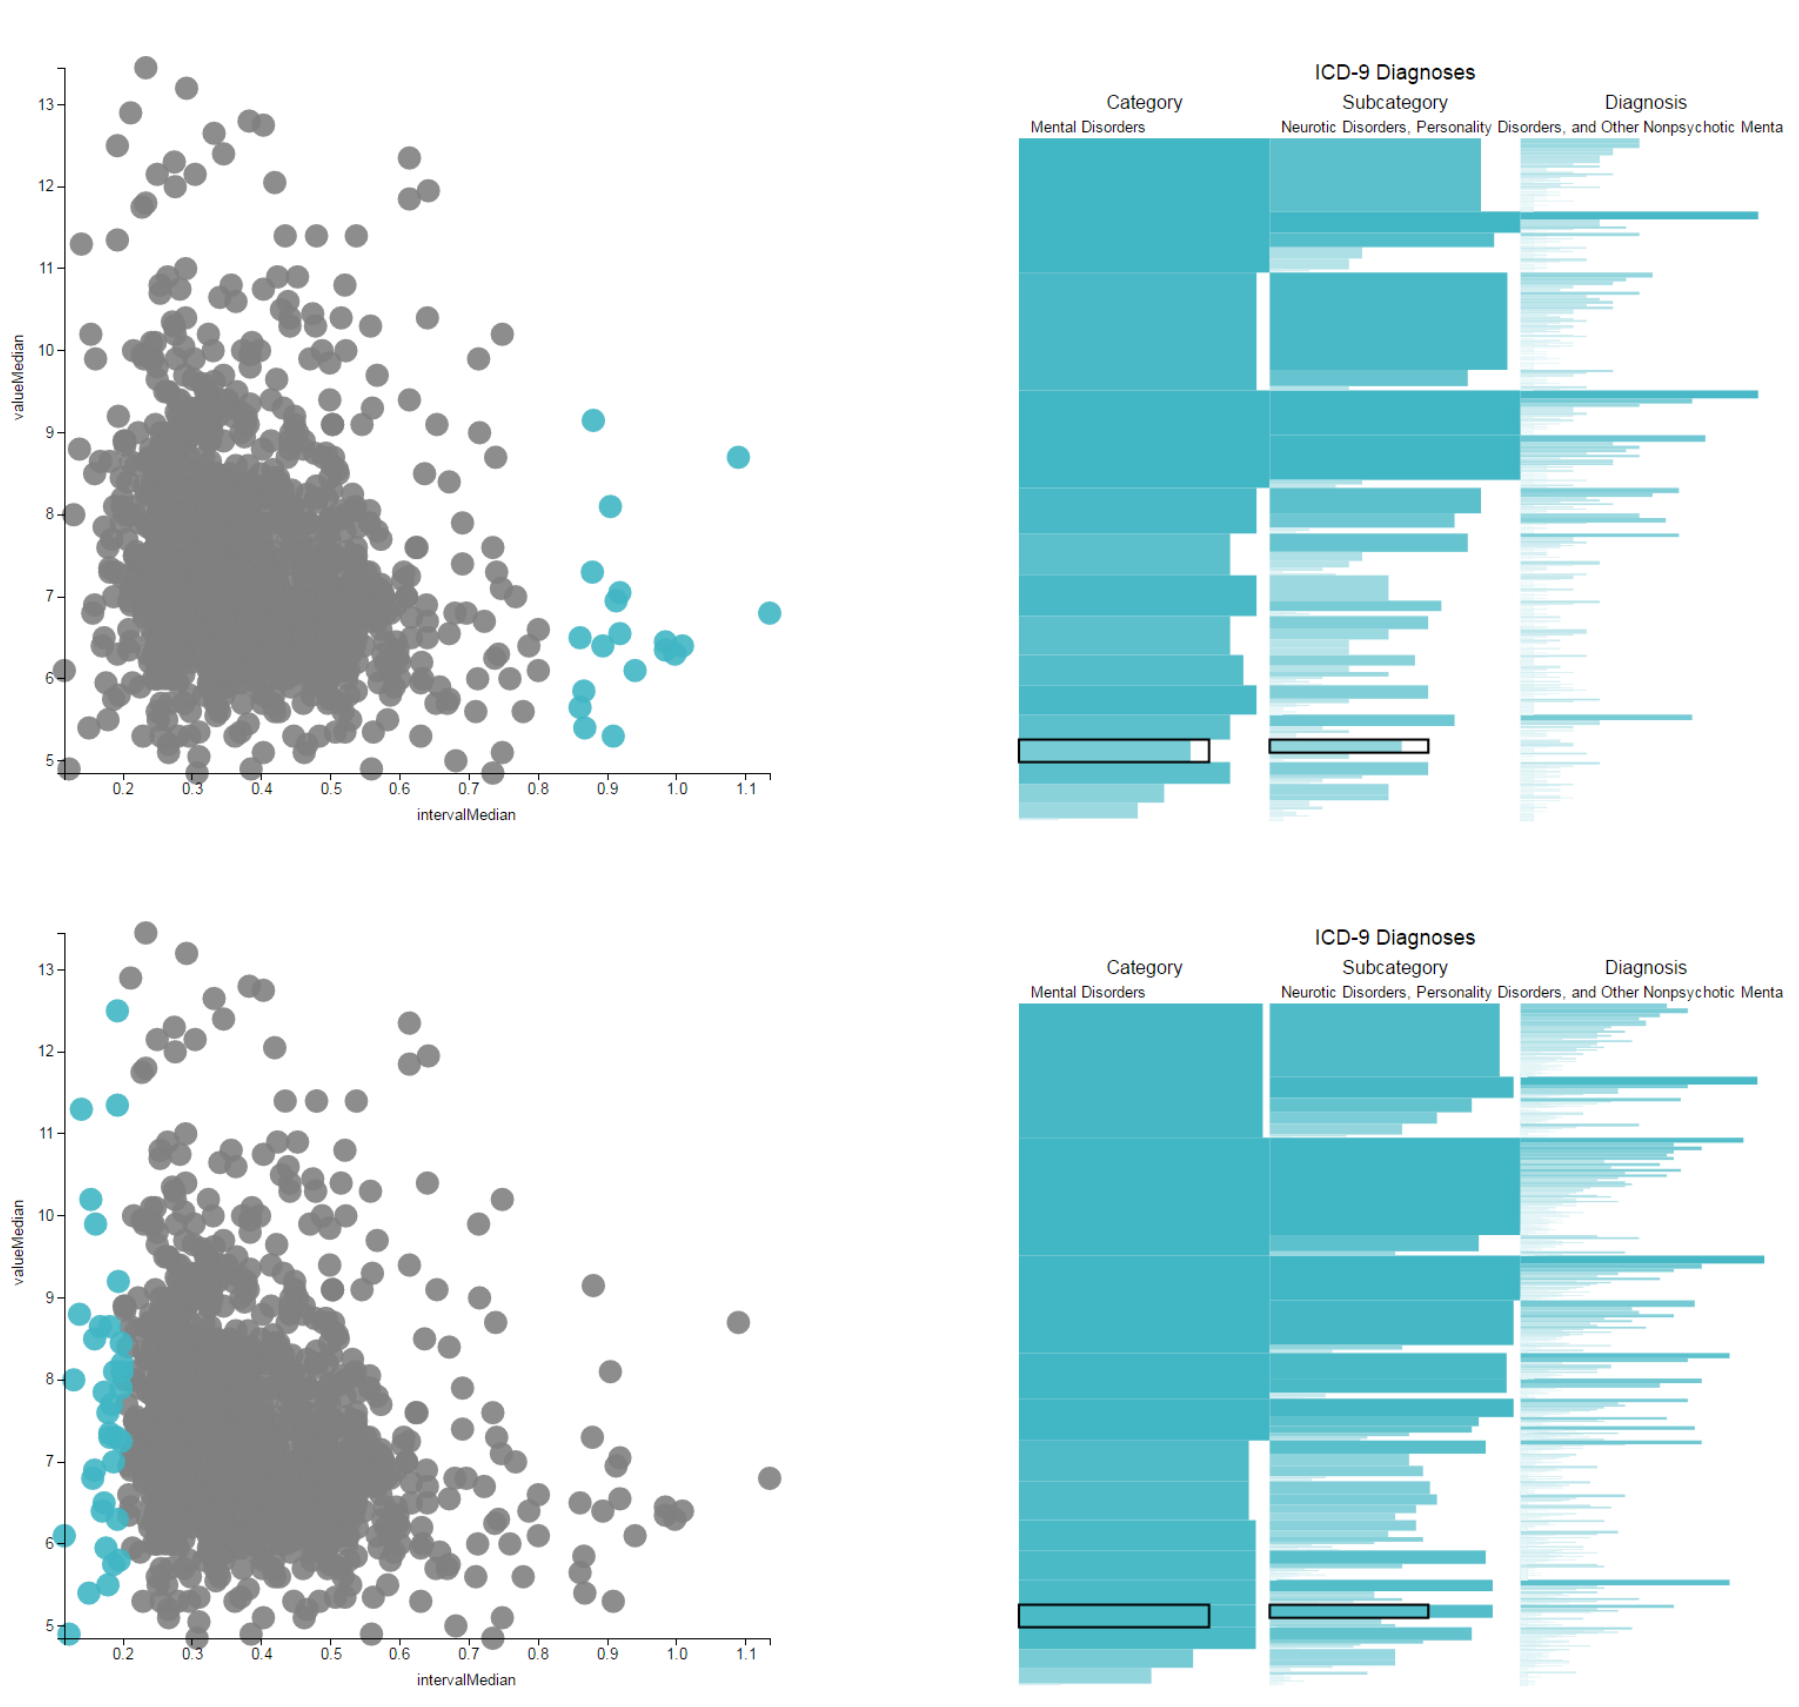 ICD-9 Diagnoses
Category Subcategory Diagnosis
Mental Disorders Neurotic Disorders, Personality Disorders, and Other Nonpsychotic Menta
valueMedian
13
12
11
10
9
8
7
6
5
0.2 0.3 0.4 0.5 0.6 0.7 0.8 0.9 1.0 1.1
intervalMedian
ICD-9 Diagnoses
Category Subcategory Diagnosis
Mental Disorders Neurotic Disorders, Personality Disorders, and Other Nonpsychotic Menta
valueMedian
13
12
11
10
9
8
7
6
5
0.2 0.3 0.4 0.5 0.6 0.7 0.8 0.9 1.0 1.1
intervalMedian